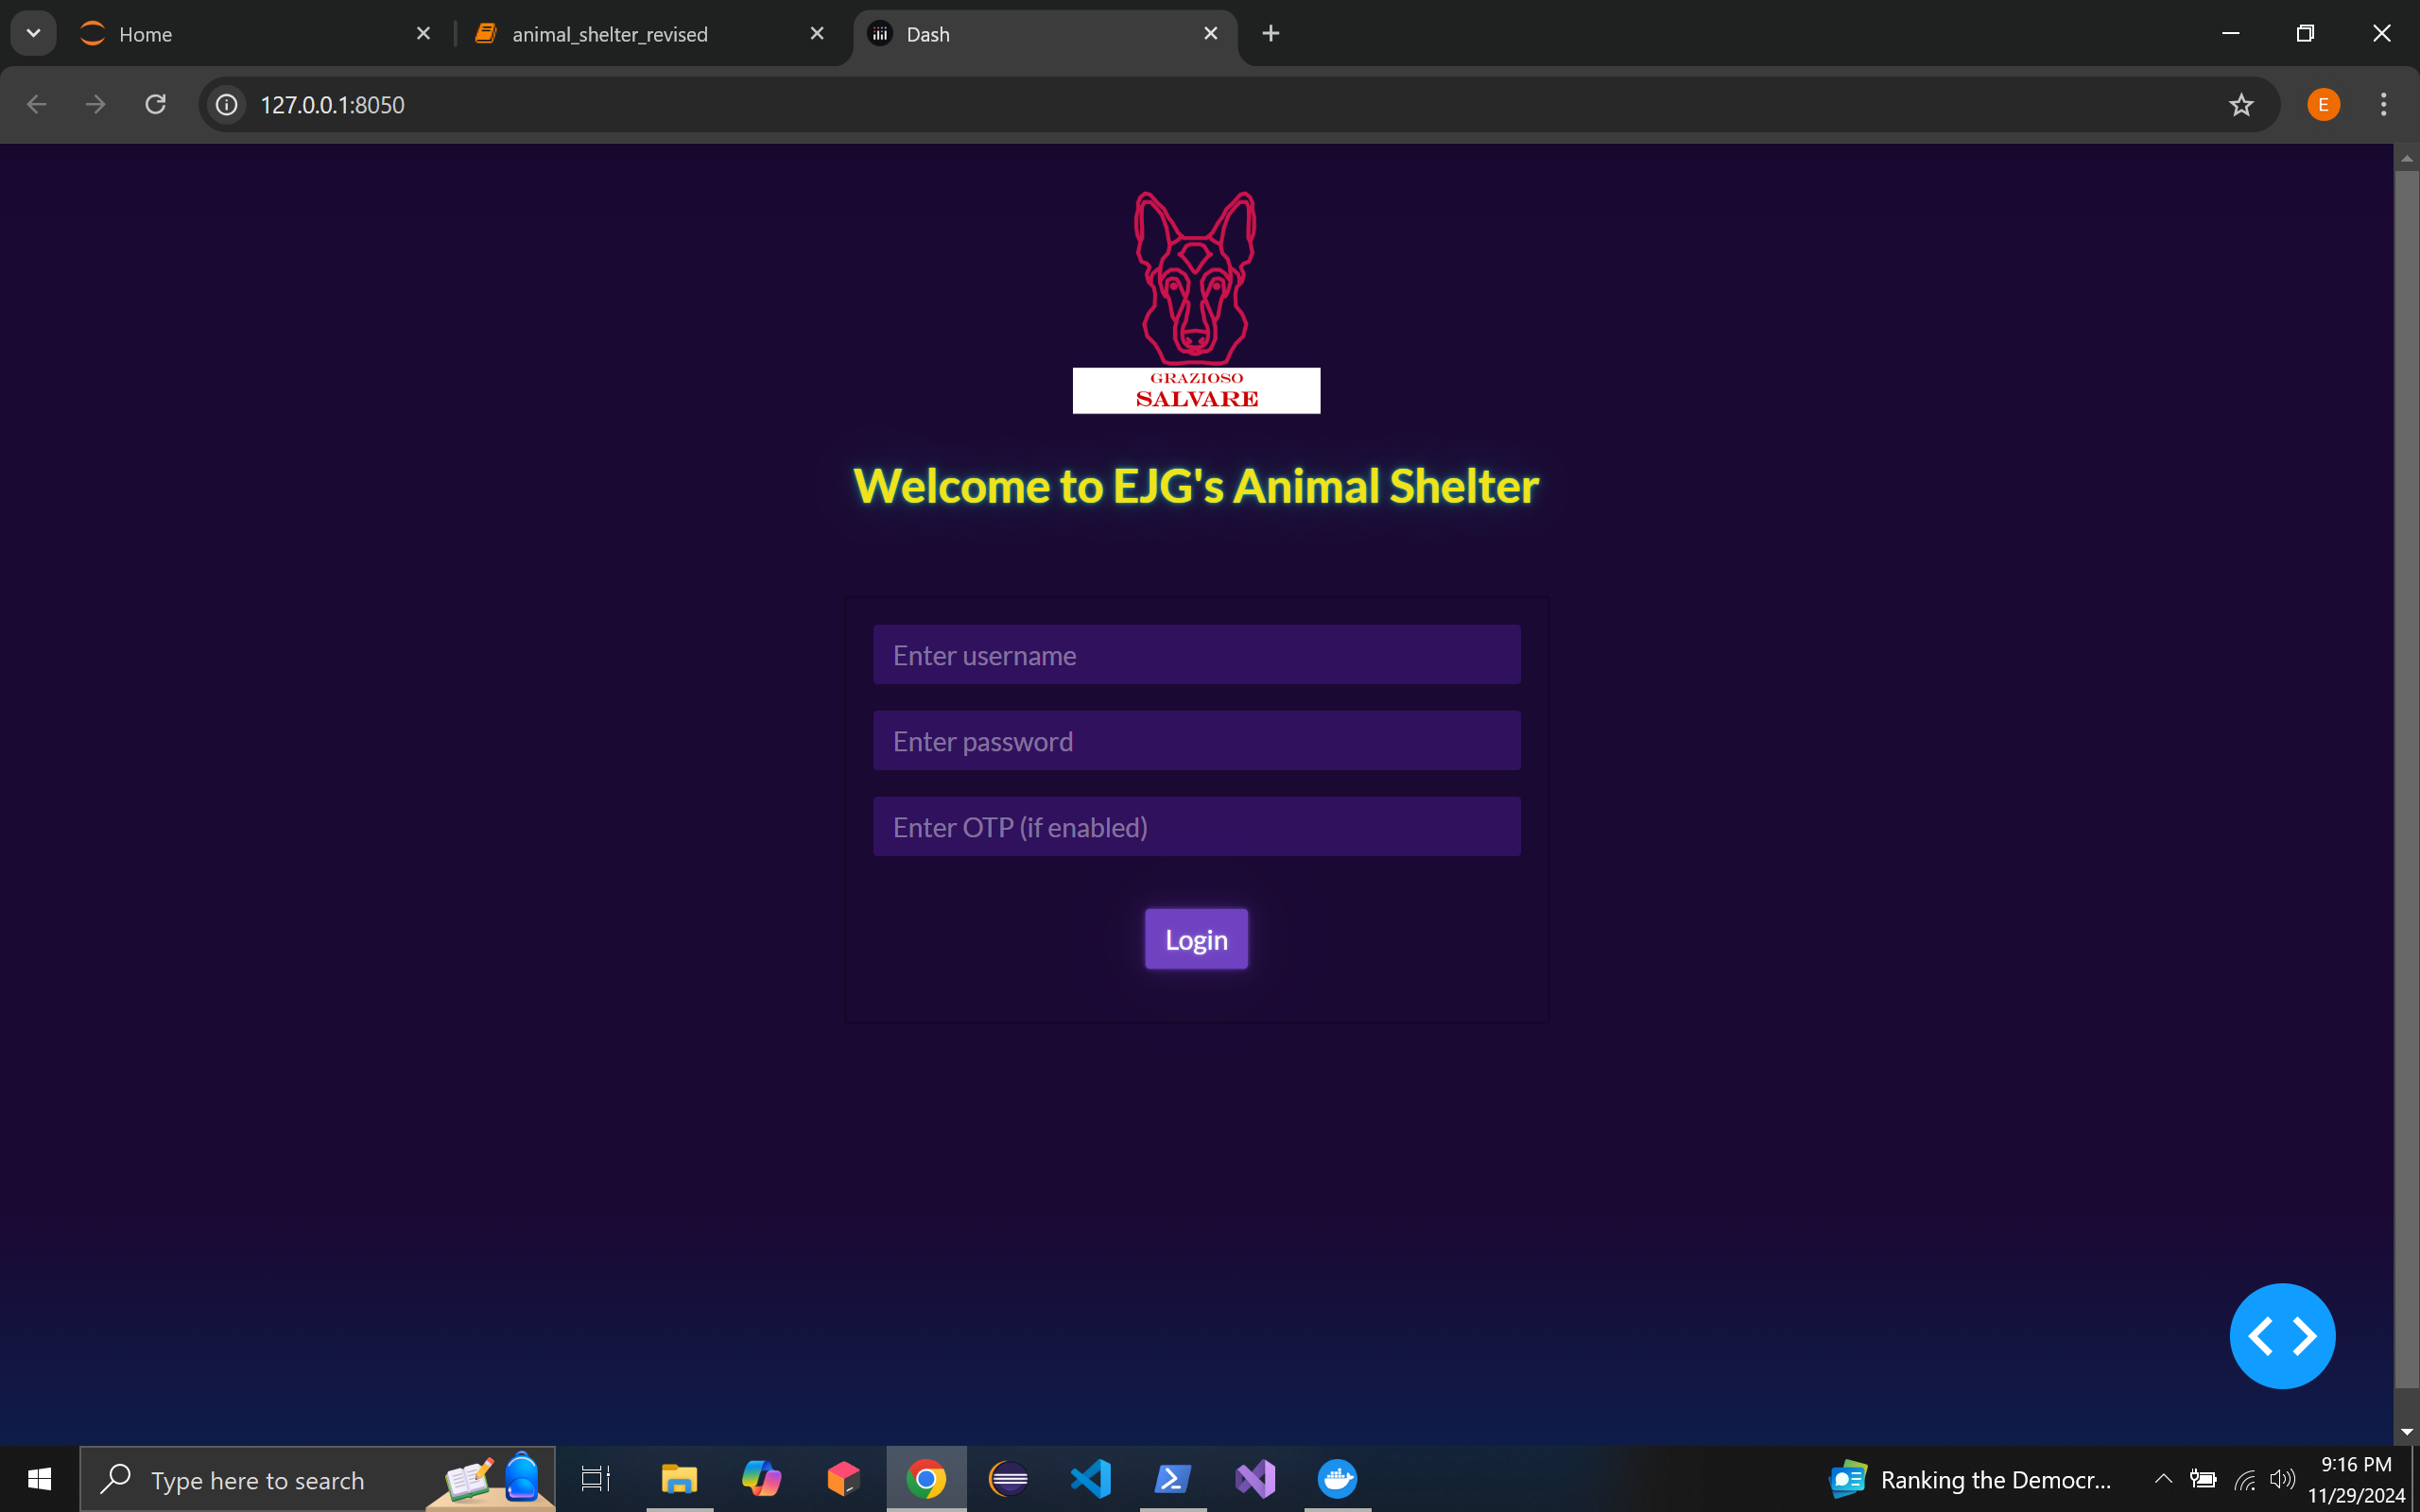 Home
animal_shelter_revised
Dash
127.0.0.1:8050
E
GRAZIOSO
SALVARE
Welcome to EJG's Animal Shelter
Enter username
Enter password
Enter OTP (if enabled)
Login
Type here to search
Ranking the Democr...
9:16 PM
11/29/2024